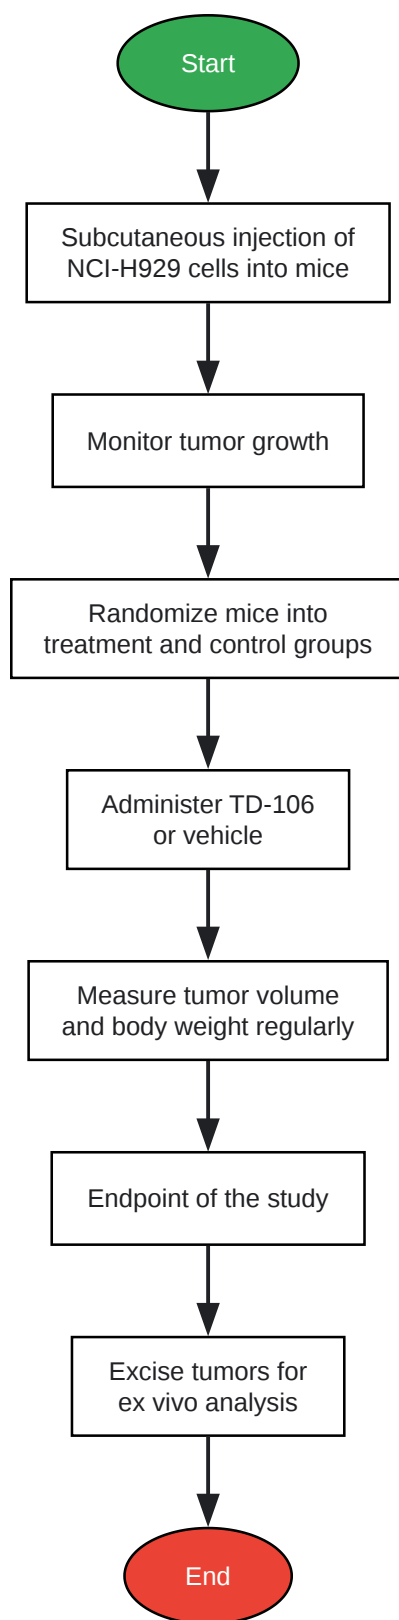 Start
Subcutaneous injection of
NCI-H929 cells into mice
Monitor tumor growth
Randomize mice into
treatment and control groups
Administer TD-106
or vehicle
Measure tumor volume
and body weight regularly
Endpoint of the study
Excise tumors for
ex vivo analysis
End